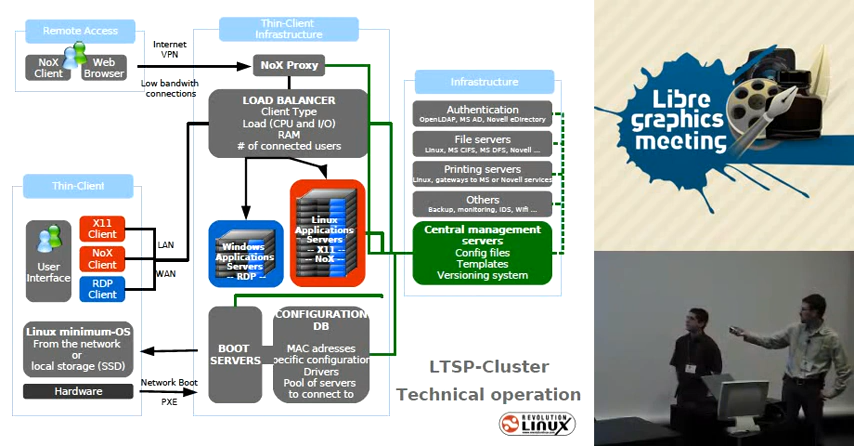 Remote Access
NoX
Client
Web
Browser
Internet
VPN
Low bandwith
connections
Thin-Client
Infrastructure
NoX Proxy
LOAD BALANCER
Client Type
Load (CPU and I/O)
RAM
# of connected users
Thin-Client
User
Interface
X11
Client
NoX
Client
RDP
Client
LAN
WAN
Windows
Applications
Servers
-- RDP --
Linux
Applications
Servers
-- X11 --
-- NoX --
Linux minimum-OS
From the network
or
local storage (SSD)
Hardware
Network Boot
PXE
BOOT
SERVERS
CONFIGURATION
DB
MAC adresses
pecific configuration
Drivers
Pool of servers
to connect to
Infrastructure
Authentication
OpenLDAP, MS AD, Novell eDirectory
File servers
Linux, MS CIFS, MS DFS, Novell ...
Printing servers
Linux, gateways to MS or Novell services
Others
Backup, monitoring, IDS, Wifi ...
Central management
servers
Config files
Templates
Versioning system
LTSP-Cluster
Technical operation
REVOLUTION
LINUX
Libre
graphics
meeting